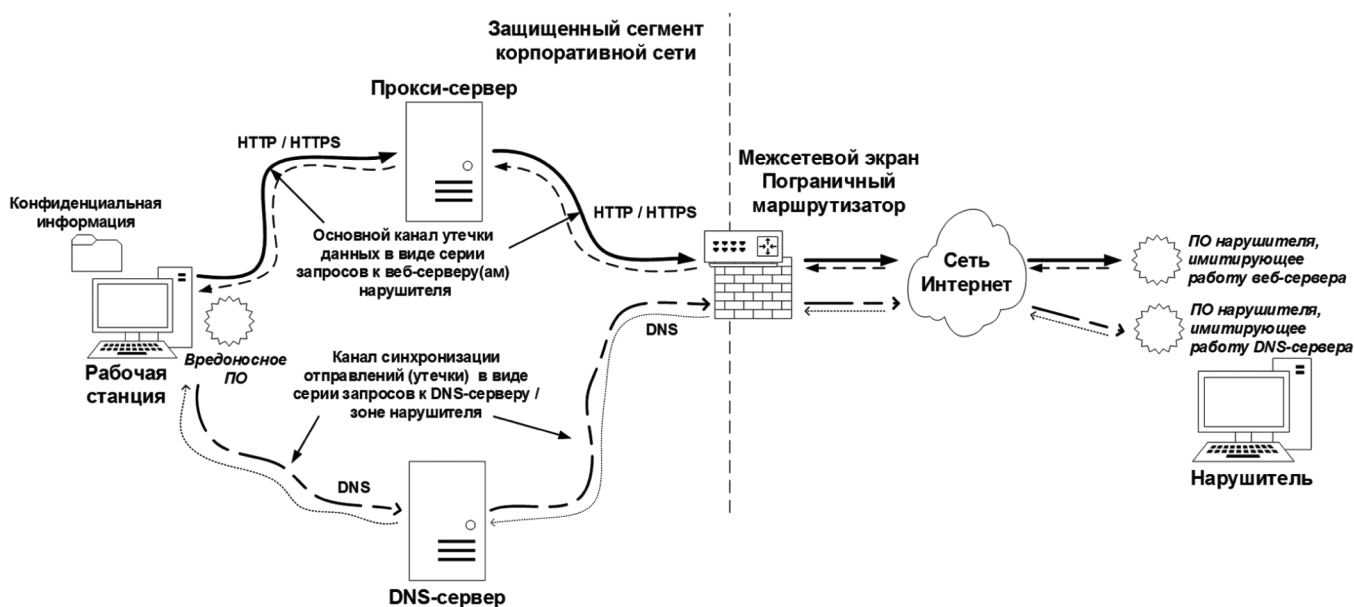 Защищенный сегмент
корпоративной сети
Прокси-сервер
HTTP / HTTPS
Межсетевой экран
Пограничный
маршрутизатор
Конфиденциальная
информация
HTTP / HTTPS
Основной канал утечки
данных в виде серии
запросов к веб-серверу(ам)
нарушителя
Сеть
Интернет
ПО нарушителя,
имитирующее
работу веб-сервера
ПО нарушителя,
имитирующее
работу DNS-сервера
DNS
Вредоносное
ПО
Рабочая
станция
Канал синхронизации
отправлений (утечки) в виде
серии запросов к DNS-серверу /
зоне нарушителя
Нарушитель
DNS
DNS-сервер